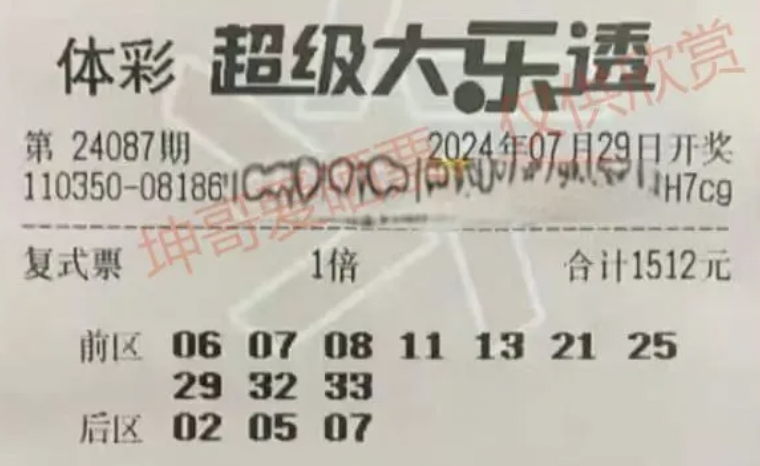 体彩 超级大乐透
第 24087期 2024年07月29日开奖
110350-08186 H7cg
复式票 1倍 合计1512元
前区 06 07 08 11 13 21 25
29 32 33
后区 02 05 07
坤哥爱晒票 仅供欣赏